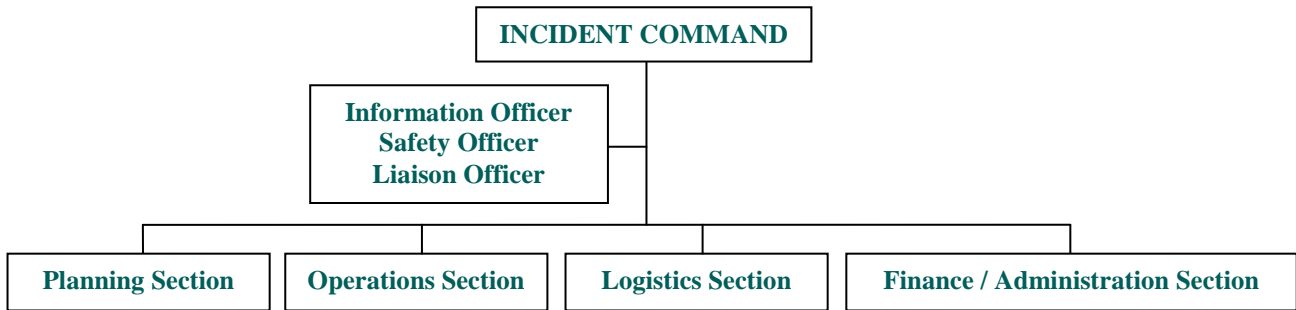 INCIDENT COMMAND
Information Officer
Safety Officer
Liaison Officer
Planning Section
Operations Section
Logistics Section
Finance / Administration Section